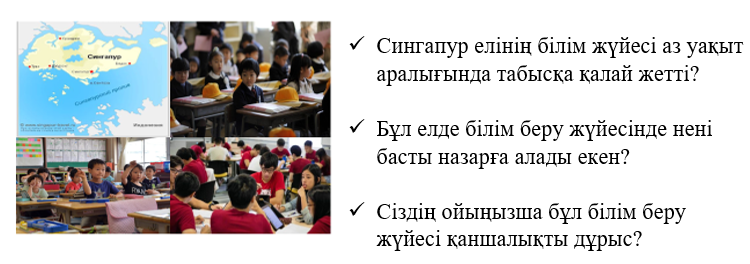 Сингапур
Сингапурский пролив
Индонезия
Сингапур елінің білім жүйесі аз уақыт
аралығында табысқа қалай жетті?
Бұл елде білім беру жүйесінде нені
басты назарға алады екен?
Сіздің ойыңызша бұл білім беру
жүйесі қаншалықты дұрыс?